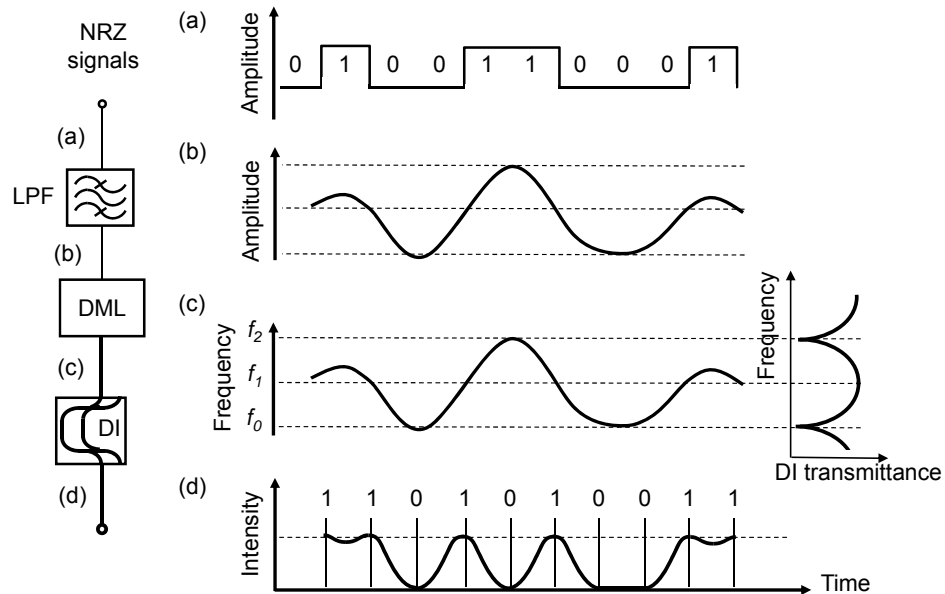 NRZ
signals
(a)
LPF
(b)
DML
(c)
DI
(d)
(a)
Amplitude
0 1 0 0 1 1 0 0 0 1
(b)
Amplitude
(c)
Frequency
f2
f1
f0
Frequency
DI transmittance
(d)
Intensity
1 1 0 1 0 1 0 0 1 1
Time